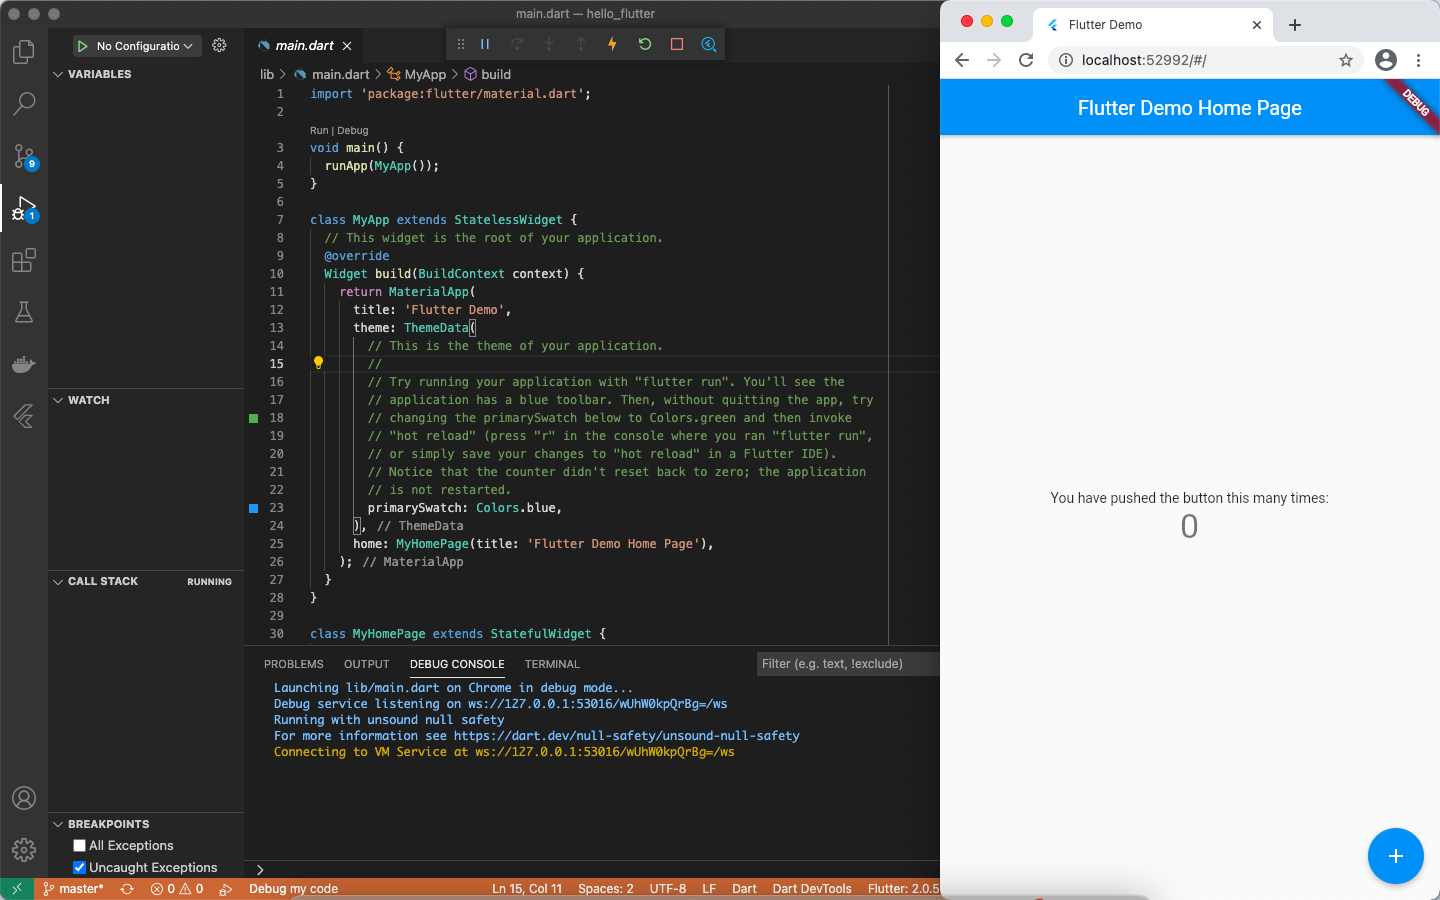 main.dart — hello_flutter
No Configuratio
VARIABLES
WATCH
CALL STACK
RUNNING
BREAKPOINTS
All Exceptions
Uncaught Exceptions
9
1
main.dart
lib > main.dart > MyApp > build
1 import 'package:flutter/material.dart';
2
Run | Debug
3 void main() {
4 runApp(MyApp());
5 }
6
7 class MyApp extends StatelessWidget {
8 // This widget is the root of your application.
9 @override
10 Widget build(BuildContext context) {
11 return MaterialApp(
12 title: 'Flutter Demo',
13 theme: ThemeData(
14 // This is the theme of your application.
15 //
16 // Try running your application with "flutter run". You'll see the
17 // application has a blue toolbar. Then, without quitting the app, try
18 // changing the primarySwatch below to Colors.green and then invoke
19 // "hot reload" (press "r" in the console where you ran "flutter run",
20 // or simply save your changes to "hot reload" in a Flutter IDE).
21 // Notice that the counter didn't reset back to zero; the application
22 // is not restarted.
23 primarySwatch: Colors.blue,
24 ), // ThemeData
25 home: MyHomePage(title: 'Flutter Demo Home Page'),
26 ); // MaterialApp
27 }
28 }
29
30 class MyHomePage extends StatefulWidget {
PROBLEMS OUTPUT DEBUG CONSOLE TERMINAL
Filter (e.g. text, !exclude)
Launching lib/main.dart on Chrome in debug mode...
Debug service listening on ws://127.0.0.1:53016/wUhW0kpQrBg=/ws
Running with unsound null safety
For more information see https://dart.dev/null-safety/unsound-null-safety
Connecting to VM Service at ws://127.0.0.1:53016/wUhW0kpQrBg=/ws
master* 0 0 Debug my code Ln 15, Col 11 Spaces: 2 UTF-8 LF Dart Dart DevTools Flutter: 2.0.5
Flutter Demo
localhost:52992/#/
Flutter Demo Home Page
DEBUG
You have pushed the button this many times:
0